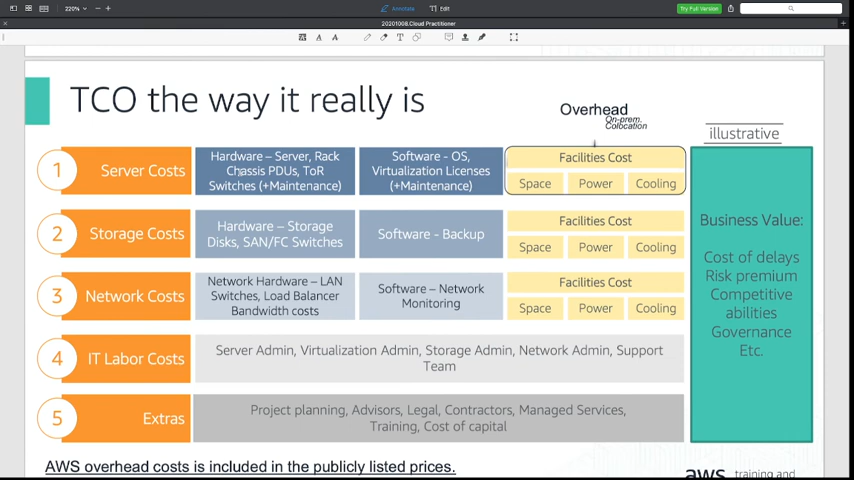 220%
Annotate
Edit
Try Full Version
20201008.Cloud Practitioner
TCO the way it really is
Overhead
On-prem.
Colocation
illustrative
1
Server Costs
Hardware – Server, Rack
Chassis PDUs, ToR
Switches (+Maintenance)
Software - OS,
Virtualization Licenses
(+Maintenance)
Facilities Cost
Space
Power
Cooling
2
Storage Costs
Hardware – Storage
Disks, SAN/FC Switches
Software - Backup
Facilities Cost
Space
Power
Cooling
3
Network Costs
Network Hardware – LAN
Switches, Load Balancer
Bandwidth costs
Software – Network
Monitoring
Facilities Cost
Space
Power
Cooling
4
IT Labor Costs
Server Admin, Virtualization Admin, Storage Admin, Network Admin, Support
Team
5
Extras
Project planning, Advisors, Legal, Contractors, Managed Services,
Training, Cost of capital
Business Value:
Cost of delays
Risk premium
Competitive
abilities
Governance
Etc.
AWS overhead costs is included in the publicly listed prices.
aws training and